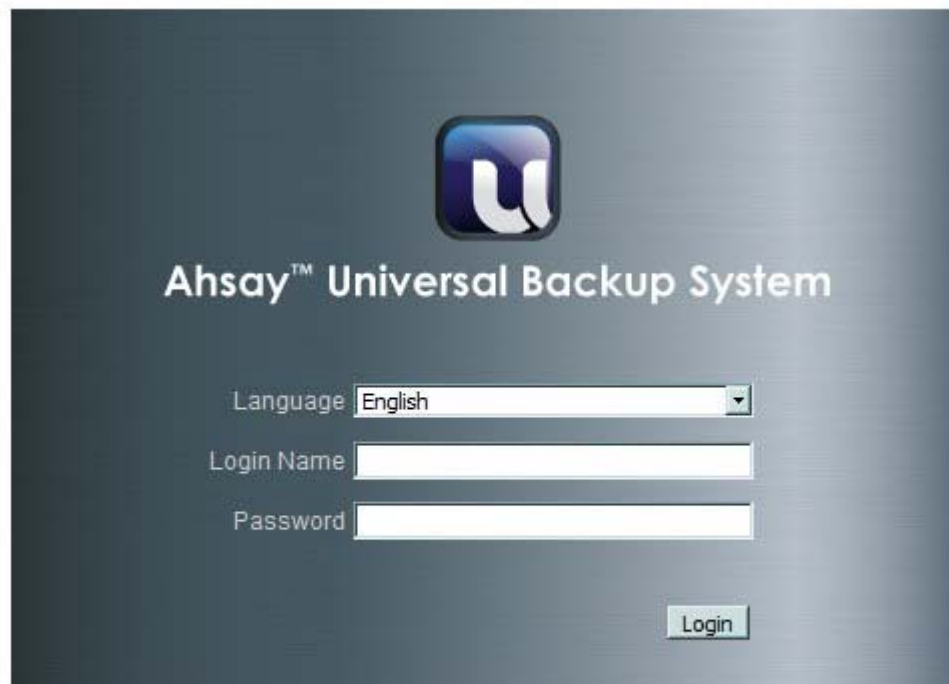 Ahsay™ Universal Backup System
Language English
Login Name
Password
Login